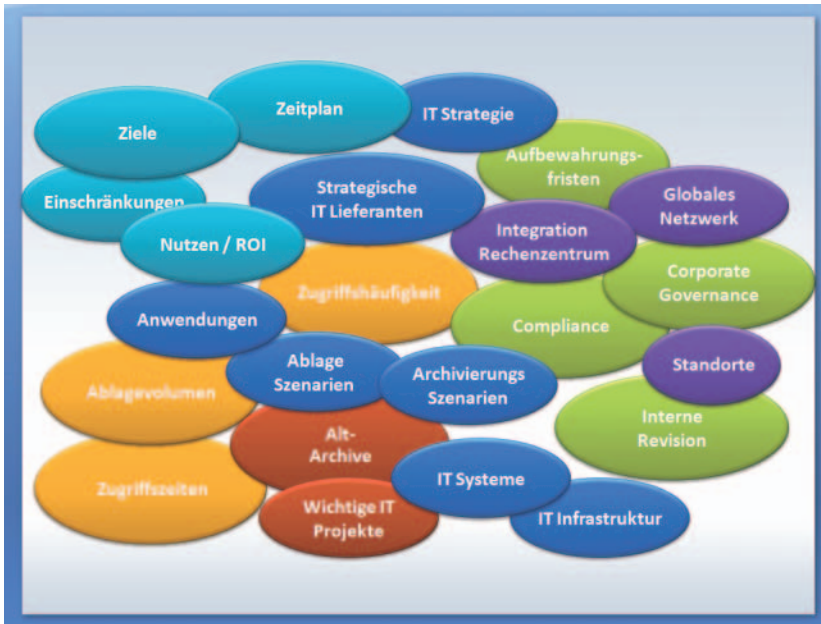 Zeitplan
IT Strategie
Ziele
Aufbewahrungs-
fristen
Einschränkungen
Strategische
IT Lieferanten
Globales
Netzwerk
Nutzen / ROI
Integration
Rechenzentrum
Zugriffshäufigkeit
Corporate
Governance
Anwendungen
Compliance
Ablage
Szenarien
Archivierungs
Szenarien
Standorte
Ablagevolumen
Alt-
Archive
Interne
Revision
Zugriffszeiten
IT Systeme
Wichtige IT
Projekte
IT Infrastruktur